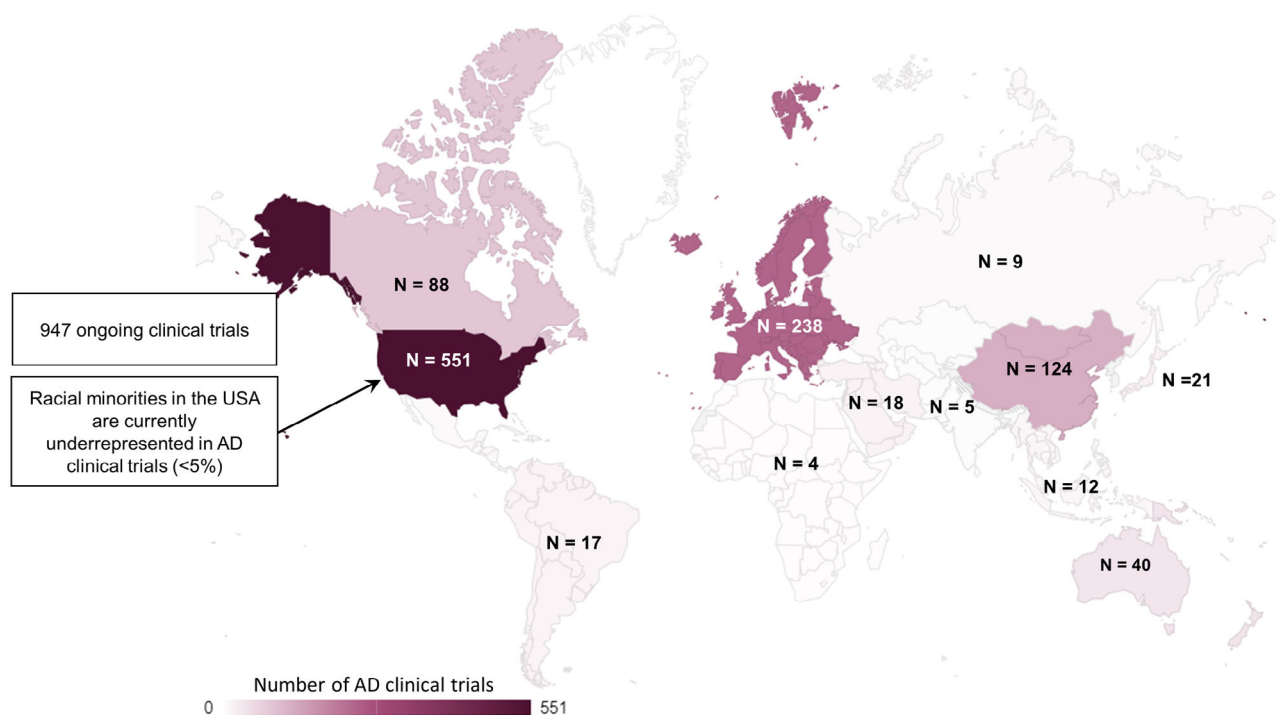 N = 88
N = 9
947 ongoing clinical trials
N = 551
N = 238
N = 124
N =21
Racial minorities in the USA
are currently
underrepresented in AD
clinical trials (<5%)
N = 18
N = 5
N = 4
N = 12
N = 17
N = 40
Number of AD clinical trials
0
551